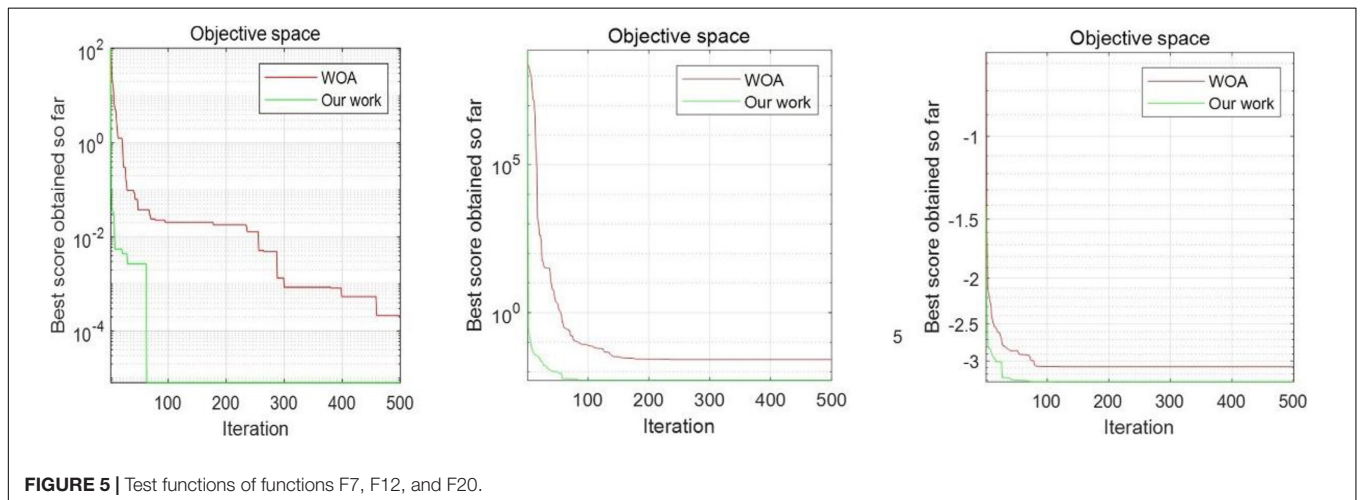 Objective space
Best score obtained so far
10^2
10^0
10^-2
10^-4
WOA
Our work
100 200 300 400 500
Iteration
Objective space
Best score obtained so far
10^5
10^0
WOA
Our work
100 200 300 400 500
Iteration
5
Objective space
Best score obtained so far
-1
-1.5
-2
-2.5
-3
WOA
Our work
100 200 300 400 500
Iteration
FIGURE 5 | Test functions of functions F7, F12, and F20.